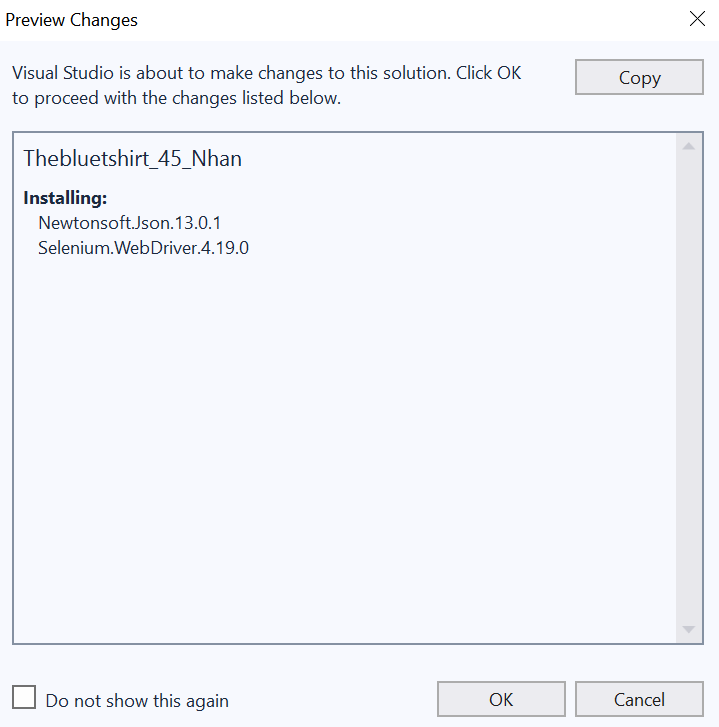 Preview Changes
Visual Studio is about to make changes to this solution. Click OK
to proceed with the changes listed below.
Copy
Thebluetshirt_45_Nhan
Installing:
Newtonsoft.Json.13.0.1
Selenium.WebDriver.4.19.0
Do not show this again
OK
Cancel